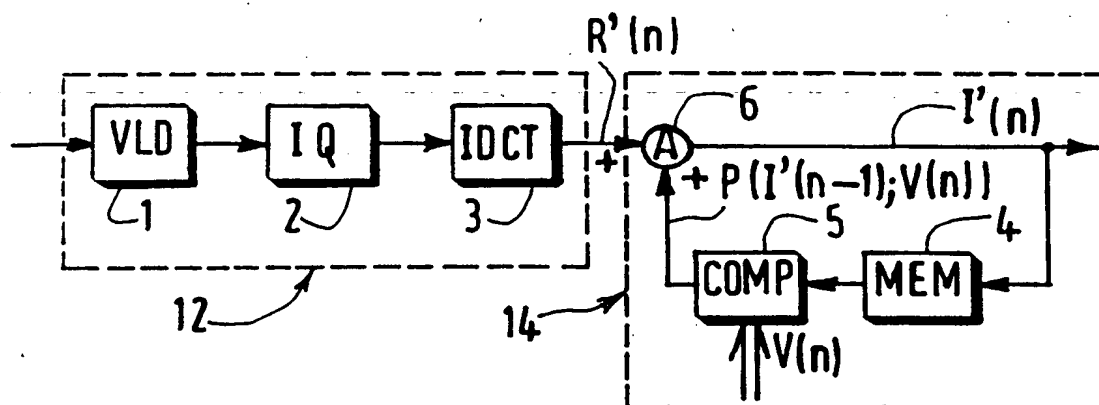 R'(n)
6
I'(n)
VLD
IQ
IDCT
+
A
+
P(I'(n-1);V(n))
1
2
3
5
4
COMP
MEM
12
14
V(n)